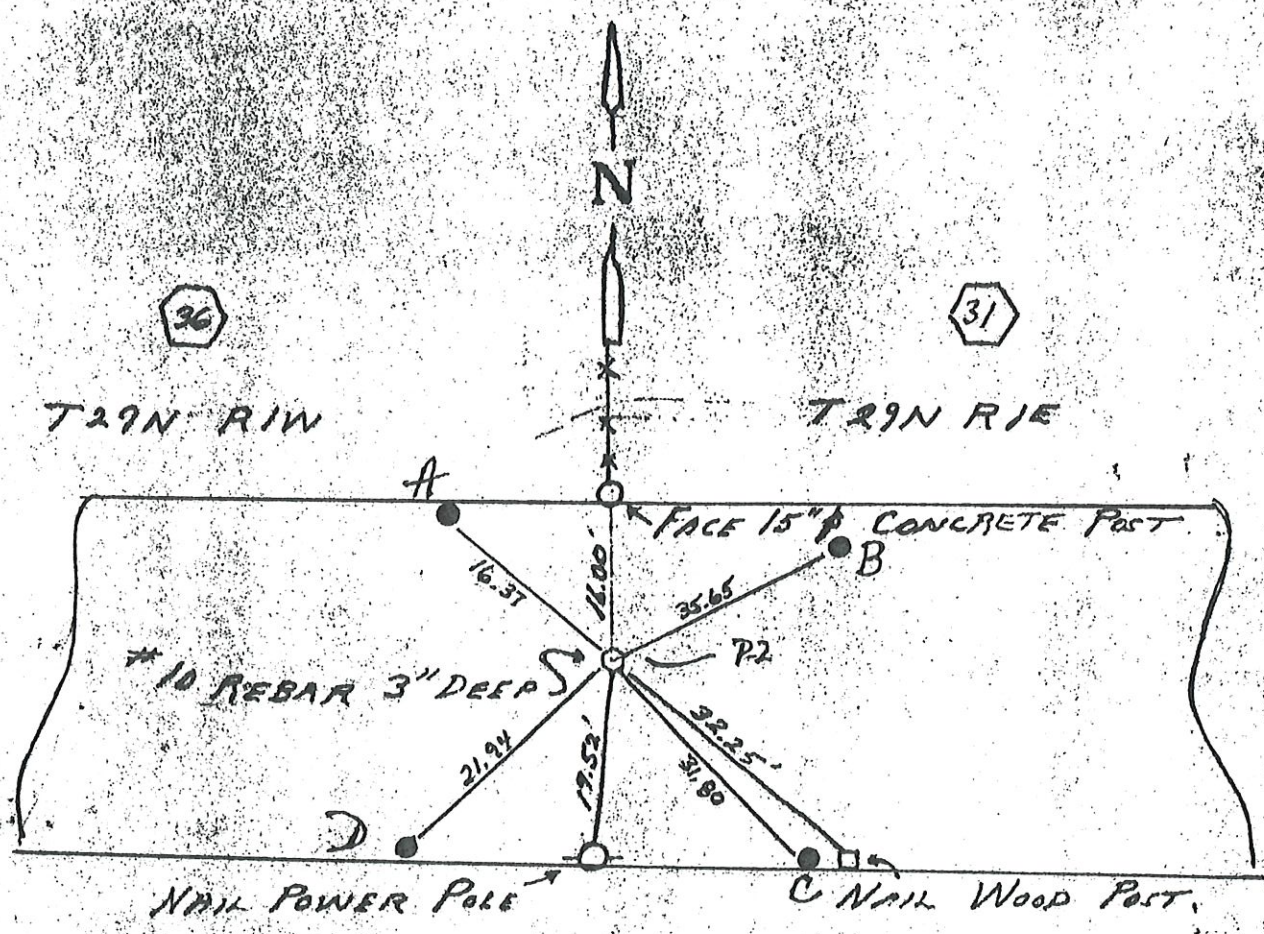 N
36
31
T29N R1W
T29N R1E
A
FACE 15"φ CONCRETE POST
B
16.37
16.00'
35.65
P.2
#10 REBAR 3" DEEP
32.25'
31.80
21.94
19.52'
D
C
NAIL POWER POLE
NAIL WOOD POST.